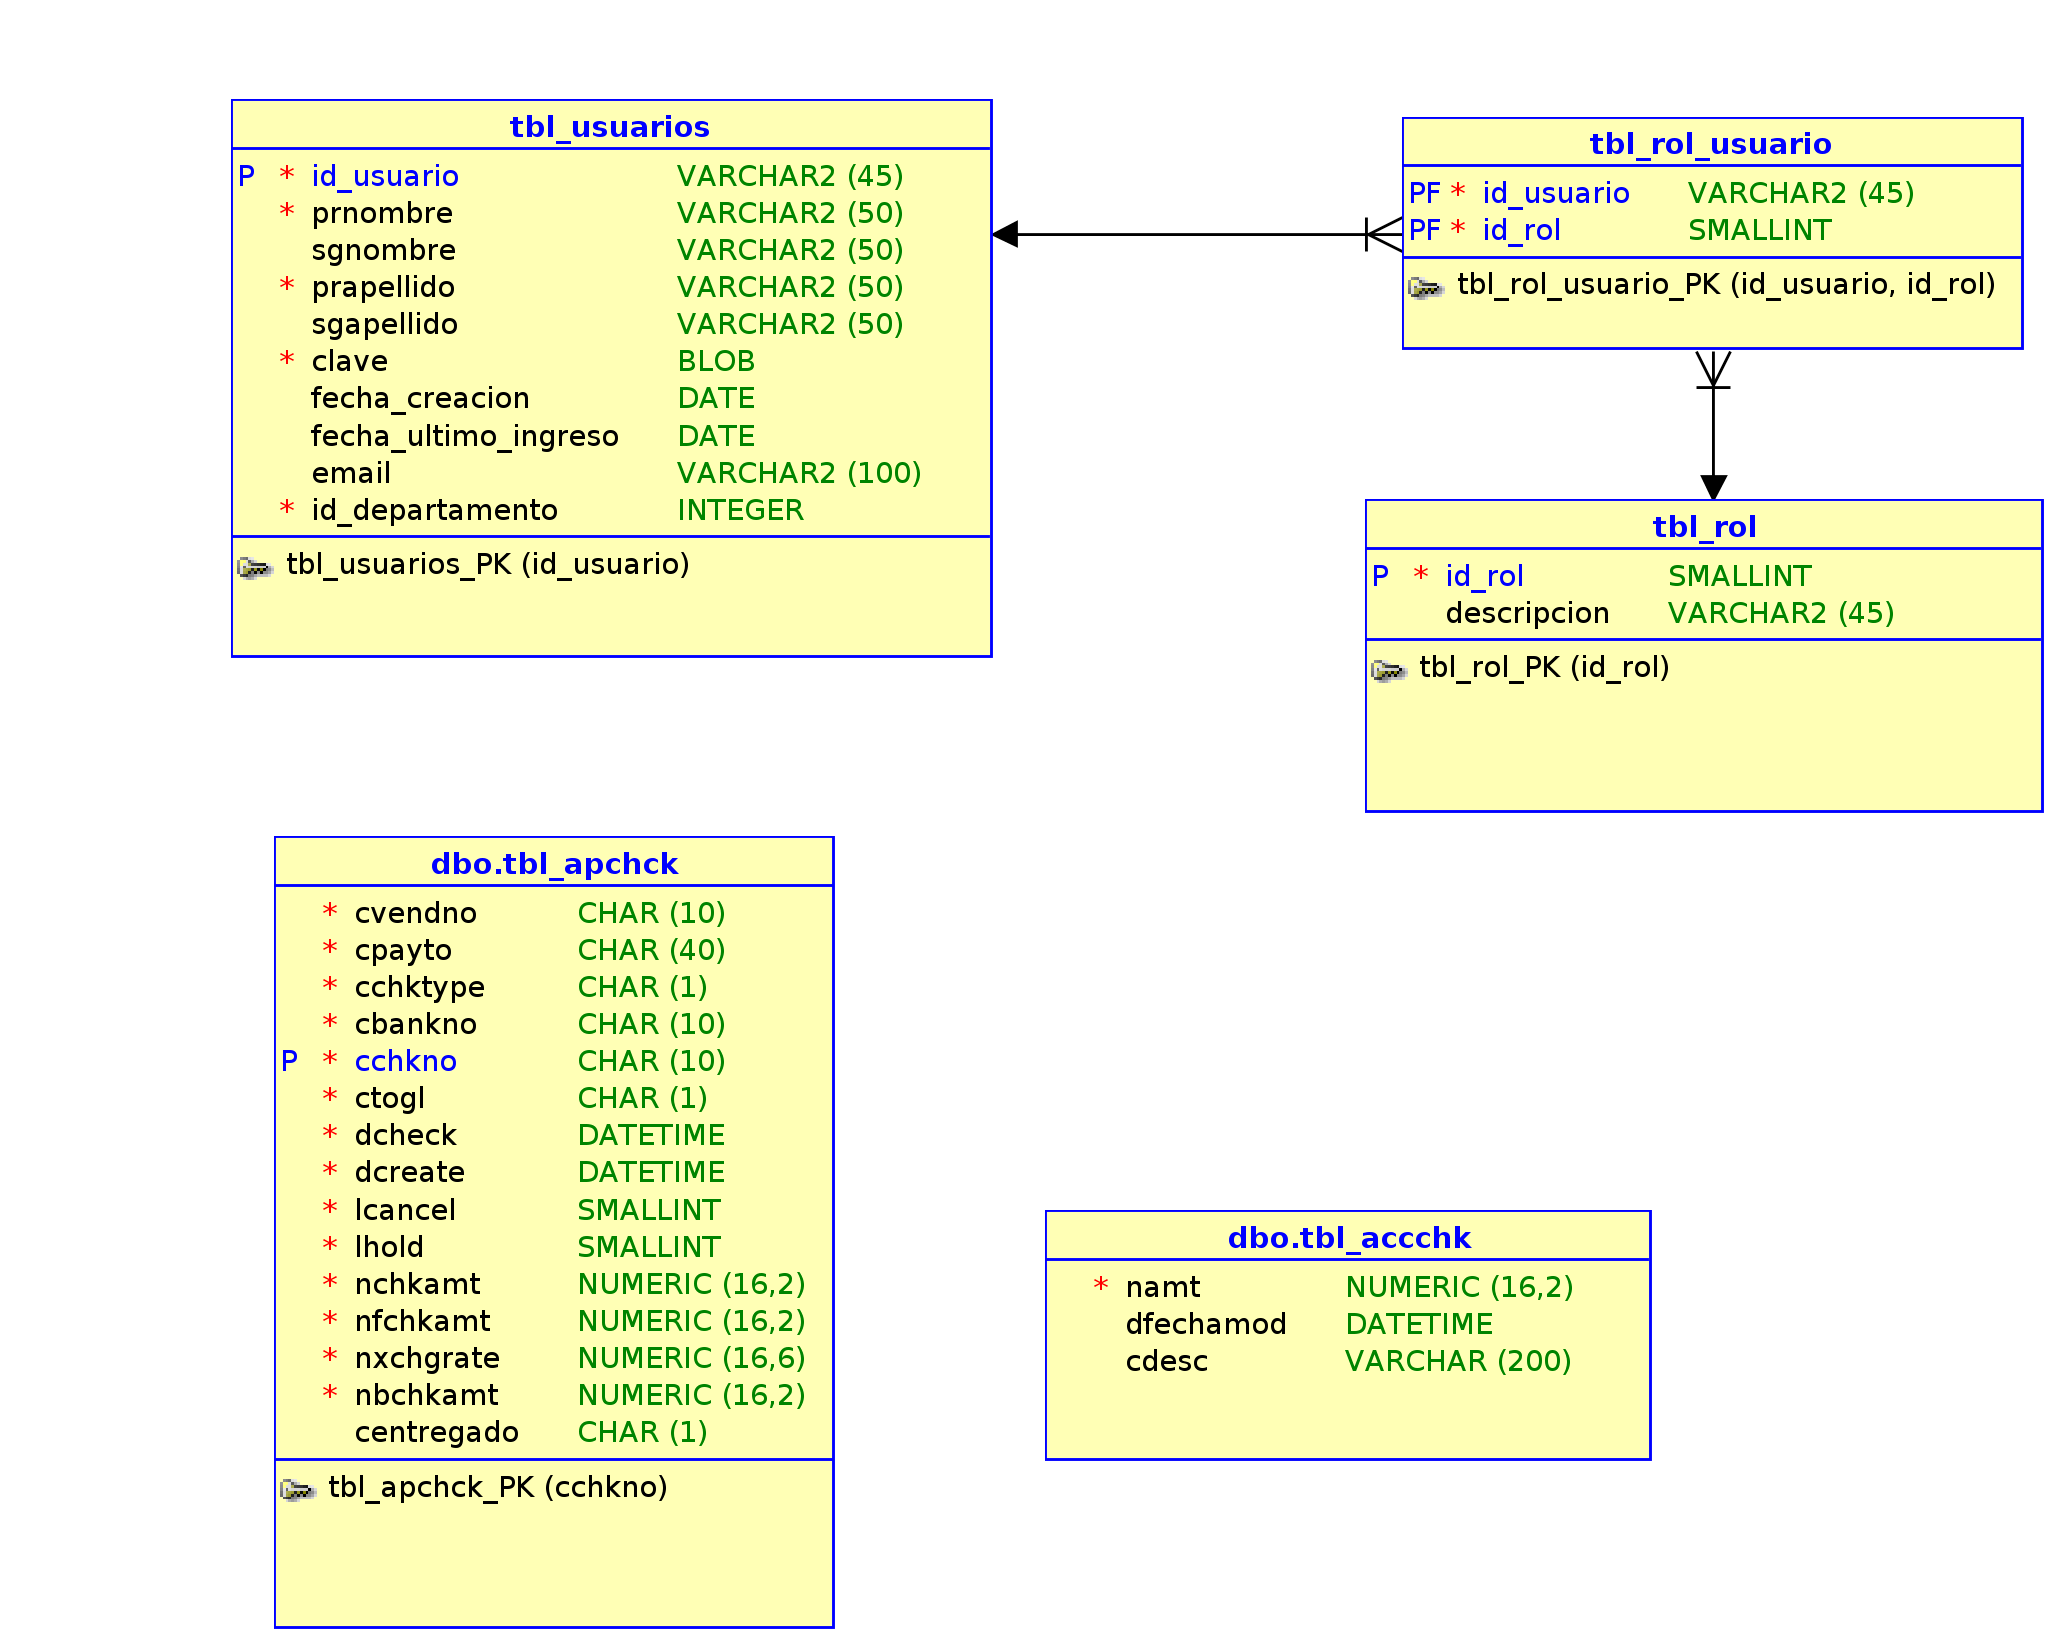 tbl_usuarios
P * id_usuario VARCHAR2 (45)
* prnombre VARCHAR2 (50)
sgnombre VARCHAR2 (50)
* prapellido VARCHAR2 (50)
sgapellido VARCHAR2 (50)
* clave BLOB
fecha_creacion DATE
fecha_ultimo_ingreso DATE
email VARCHAR2 (100)
* id_departamento INTEGER
tbl_usuarios_PK (id_usuario)
tbl_rol_usuario
PF * id_usuario VARCHAR2 (45)
PF * id_rol SMALLINT
tbl_rol_usuario_PK (id_usuario, id_rol)
tbl_rol
P * id_rol SMALLINT
descripcion VARCHAR2 (45)
tbl_rol_PK (id_rol)
dbo.tbl_apchck
* cvendno CHAR (10)
* cpayto CHAR (40)
* cchktype CHAR (1)
* cbankno CHAR (10)
P * cchkno CHAR (10)
* ctogl CHAR (1)
* dcheck DATETIME
* dcreate DATETIME
* lcancel SMALLINT
* lhold SMALLINT
* nchkamt NUMERIC (16,2)
* nfchkamt NUMERIC (16,2)
* nxchgrate NUMERIC (16,6)
* nbchkamt NUMERIC (16,2)
centregado CHAR (1)
tbl_apchck_PK (cchkno)
dbo.tbl_accchk
* namt NUMERIC (16,2)
dfechamod DATETIME
cdesc VARCHAR (200)